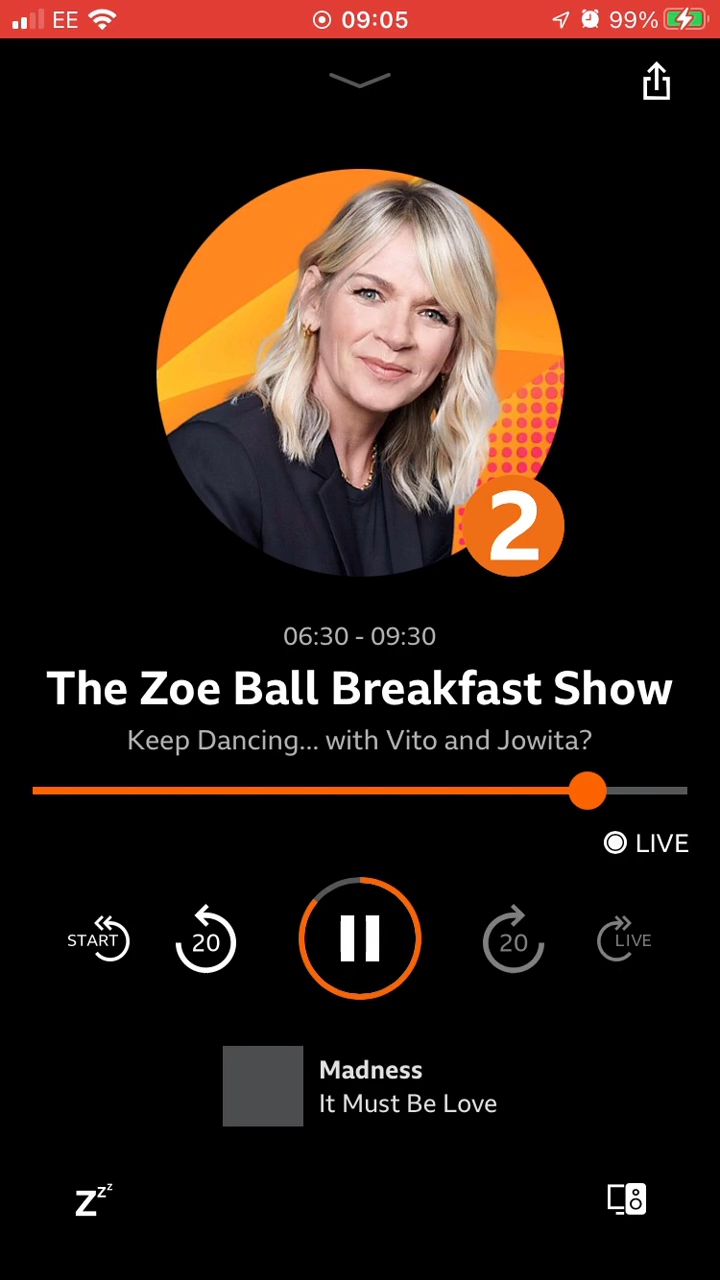 EE 09:05 99%
2
06:30 - 09:30
The Zoe Ball Breakfast Show
Keep Dancing... with Vito and Jowita?
LIVE
START 20 20 LIVE
Madness
It Must Be Love
Zzz